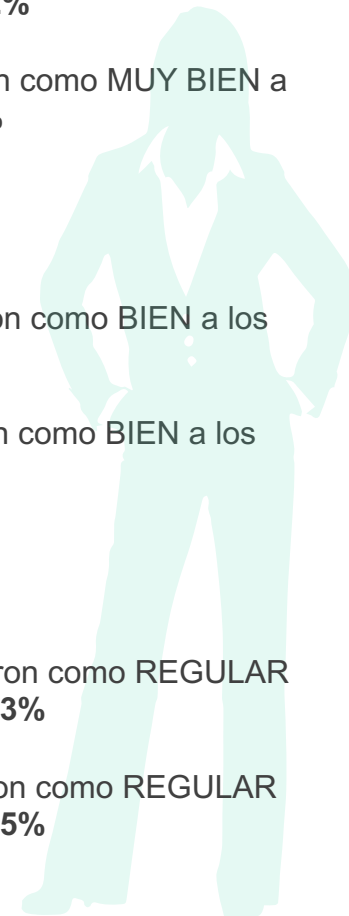 %
n como MUY BIEN a
on como BIEN a los
n como BIEN a los
ron como REGULAR
3%
on como REGULAR
5%